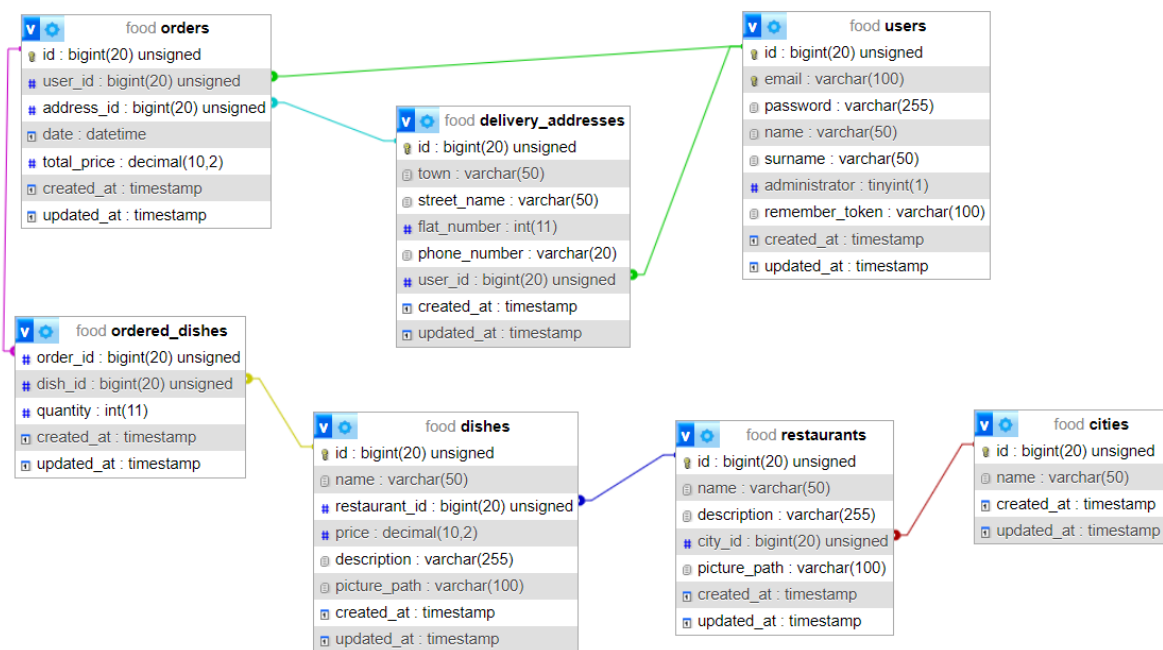 food orders
id : bigint(20) unsigned
user_id : bigint(20) unsigned
address_id : bigint(20) unsigned
date : datetime
total_price : decimal(10,2)
created_at : timestamp
updated_at : timestamp
food users
id : bigint(20) unsigned
email : varchar(100)
password : varchar(255)
name : varchar(50)
surname : varchar(50)
administrator : tinyint(1)
remember_token : varchar(100)
created_at : timestamp
updated_at : timestamp
food delivery_addresses
id : bigint(20) unsigned
town : varchar(50)
street_name : varchar(50)
flat_number : int(11)
phone_number : varchar(20)
user_id : bigint(20) unsigned
created_at : timestamp
updated_at : timestamp
food ordered_dishes
order_id : bigint(20) unsigned
dish_id : bigint(20) unsigned
quantity : int(11)
created_at : timestamp
updated_at : timestamp
food dishes
id : bigint(20) unsigned
name : varchar(50)
restaurant_id : bigint(20) unsigned
price : decimal(10,2)
description : varchar(255)
picture_path : varchar(100)
created_at : timestamp
updated_at : timestamp
food restaurants
id : bigint(20) unsigned
name : varchar(50)
description : varchar(255)
city_id : bigint(20) unsigned
picture_path : varchar(100)
created_at : timestamp
updated_at : timestamp
food cities
id : bigint(20) unsigned
name : varchar(50)
created_at : timestamp
updated_at : timestamp